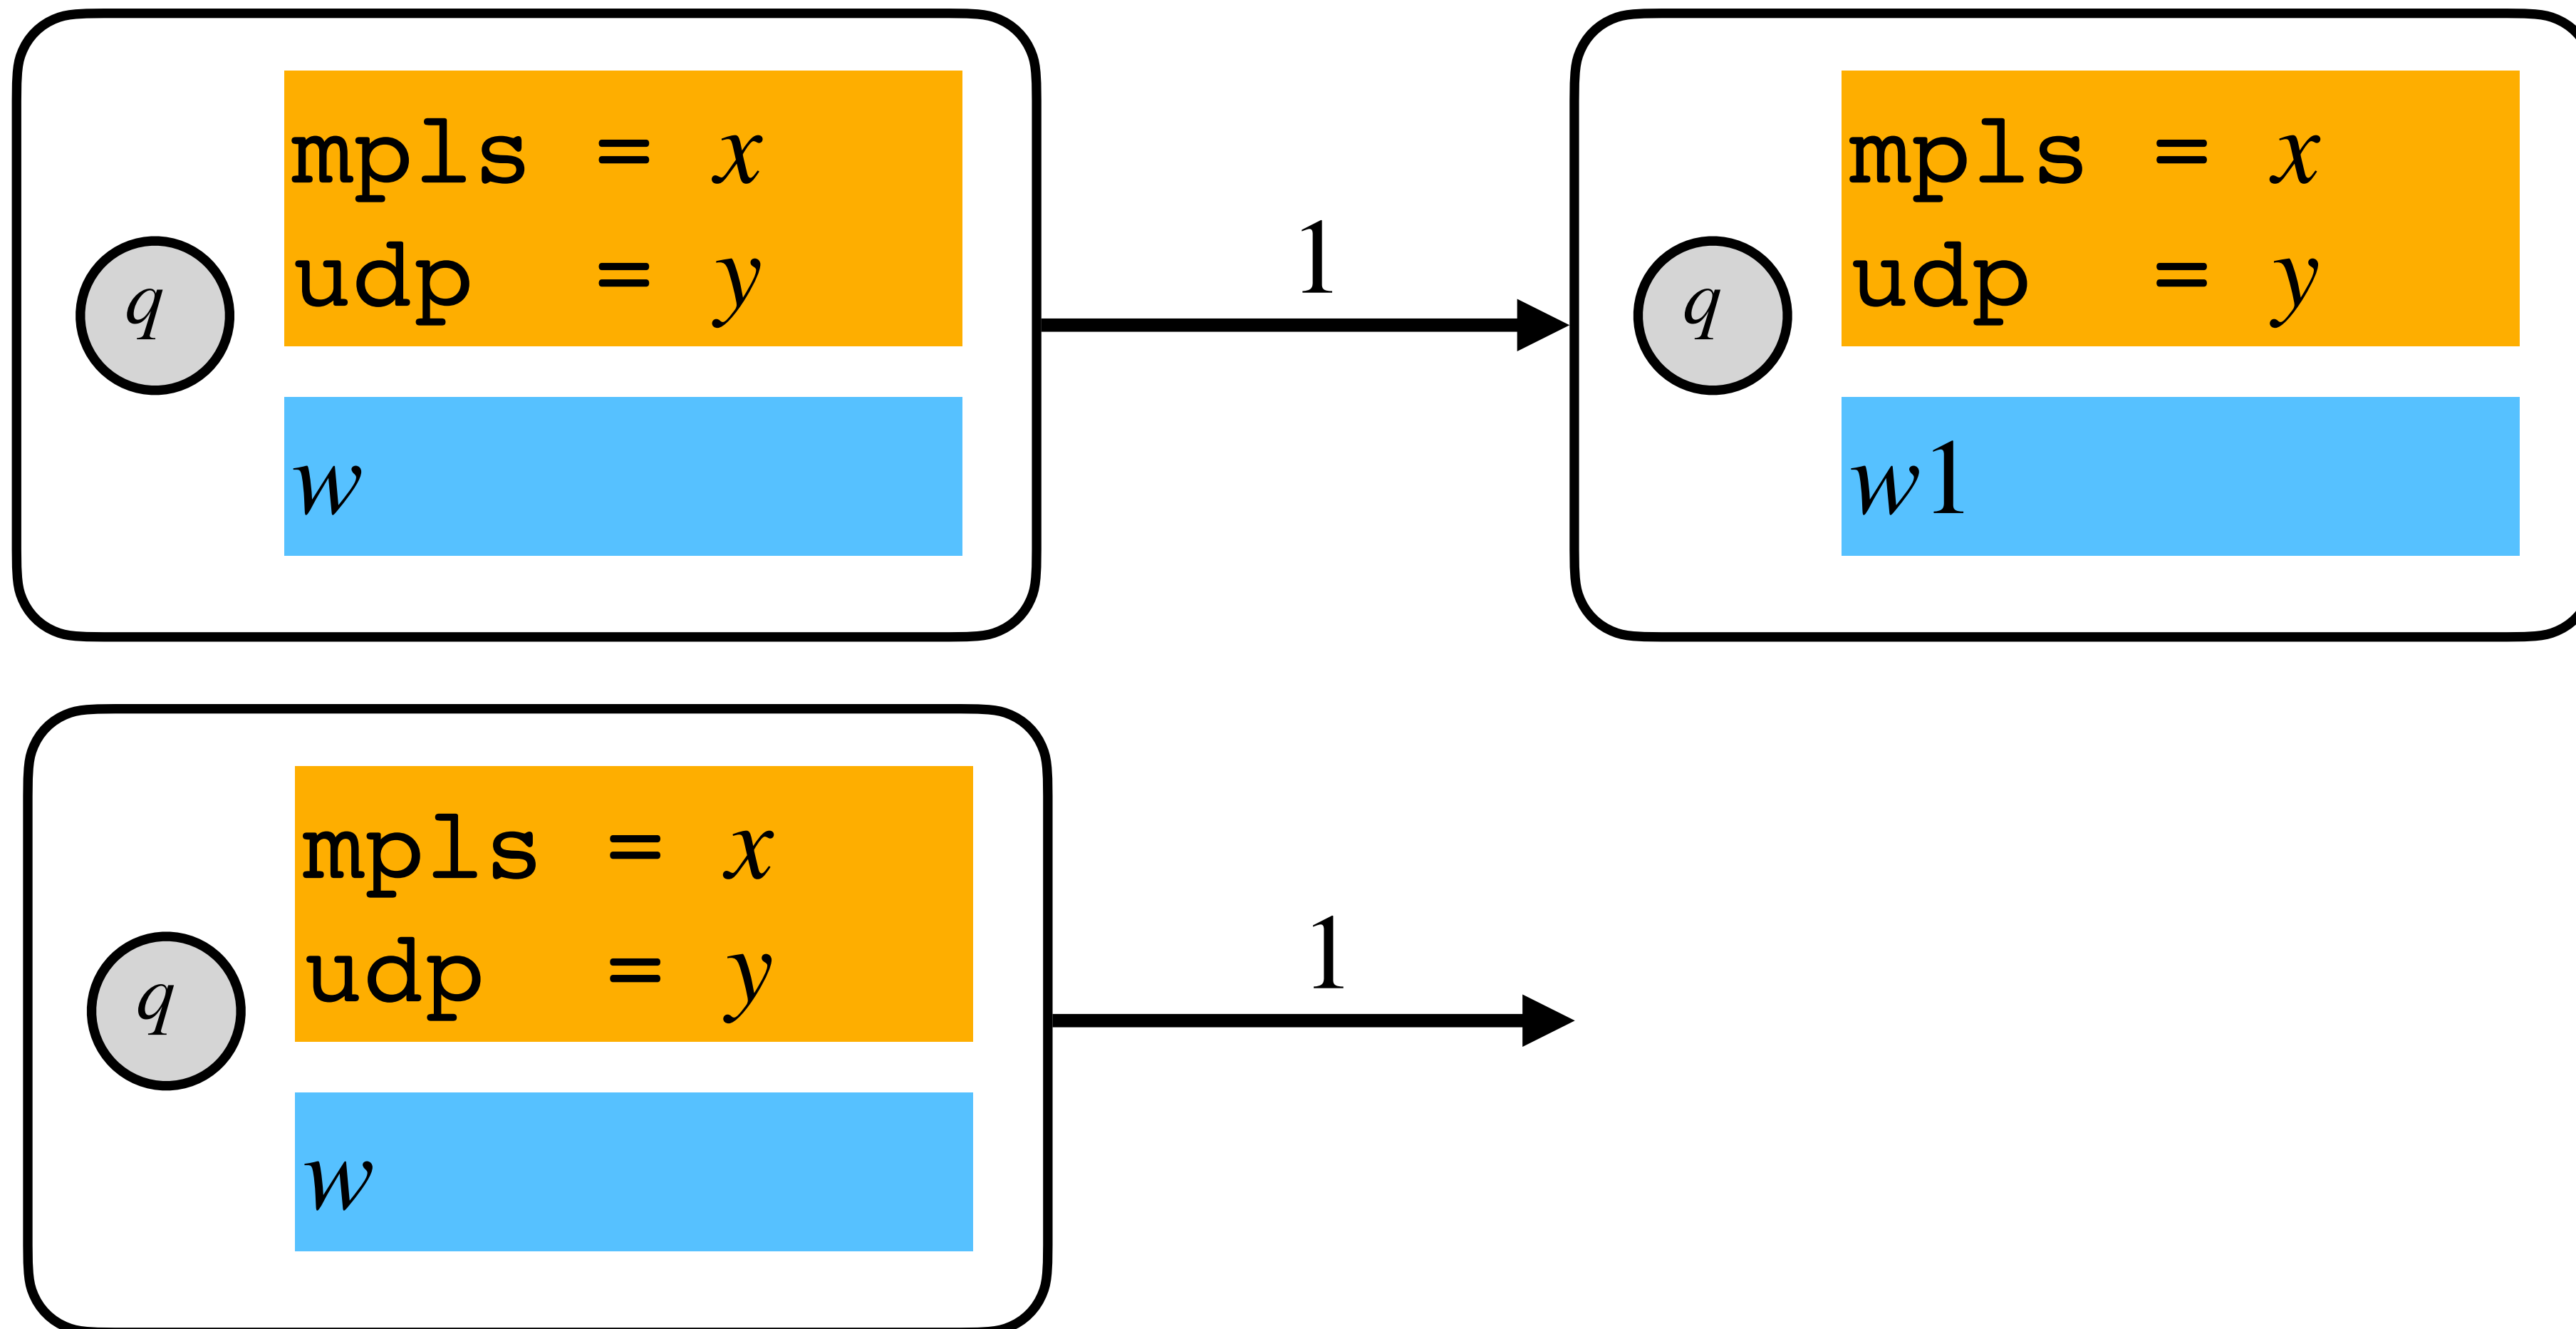 mpls = x
udp = y
q
w
1
mpls = x
udp = y
q
w1
mpls = x
udp = y
q
w
1